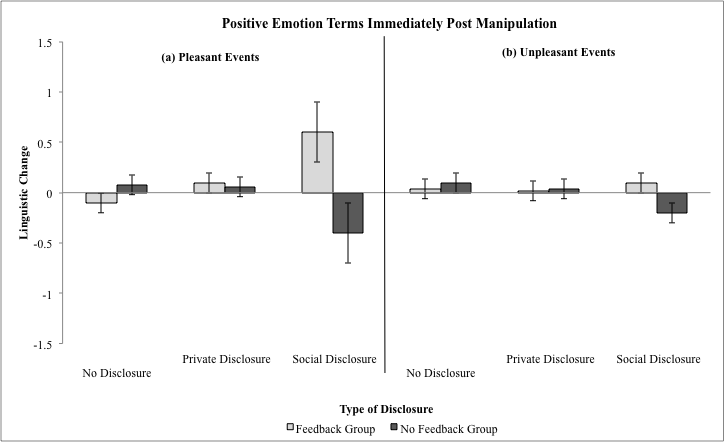 Positive Emotion Terms Immediately Post Manipulation
(a) Pleasant Events
(b) Unpleasant Events
Linguistic Change
1.5
1
0.5
0
-0.5
-1
-1.5
No Disclosure
Private Disclosure
Social Disclosure
No Disclosure
Private Disclosure
Social Disclosure
Type of Disclosure
Feedback Group
No Feedback Group